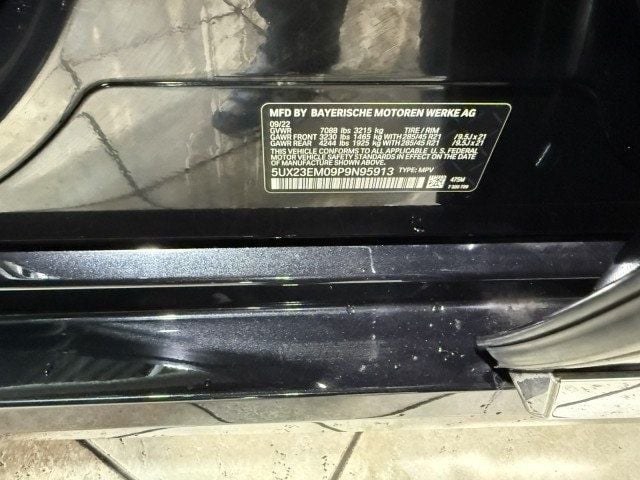 MFD BY BAYERISCHE MOTOREN WERKE AG
09/22
GVWR 7088 lbs 3215 kg TIRE / RIM
GAWR FRONT 3230 lbs 1465 kg WITH 285/45 R21 /9.5J x 21
GAWR REAR 4244 lbs 1925 kg WITH 285/45 R21 /9.5J x 21
THIS VEHICLE CONFORMS TO ALL APPLICABLE U. S. FEDERAL
MOTOR VEHICLE SAFETY STANDARDS IN EFFECT ON THE
DATE OF MANUFACTURE SHOWN ABOVE.
5UX23EM09P9N95913 TYPE: MPV
475M